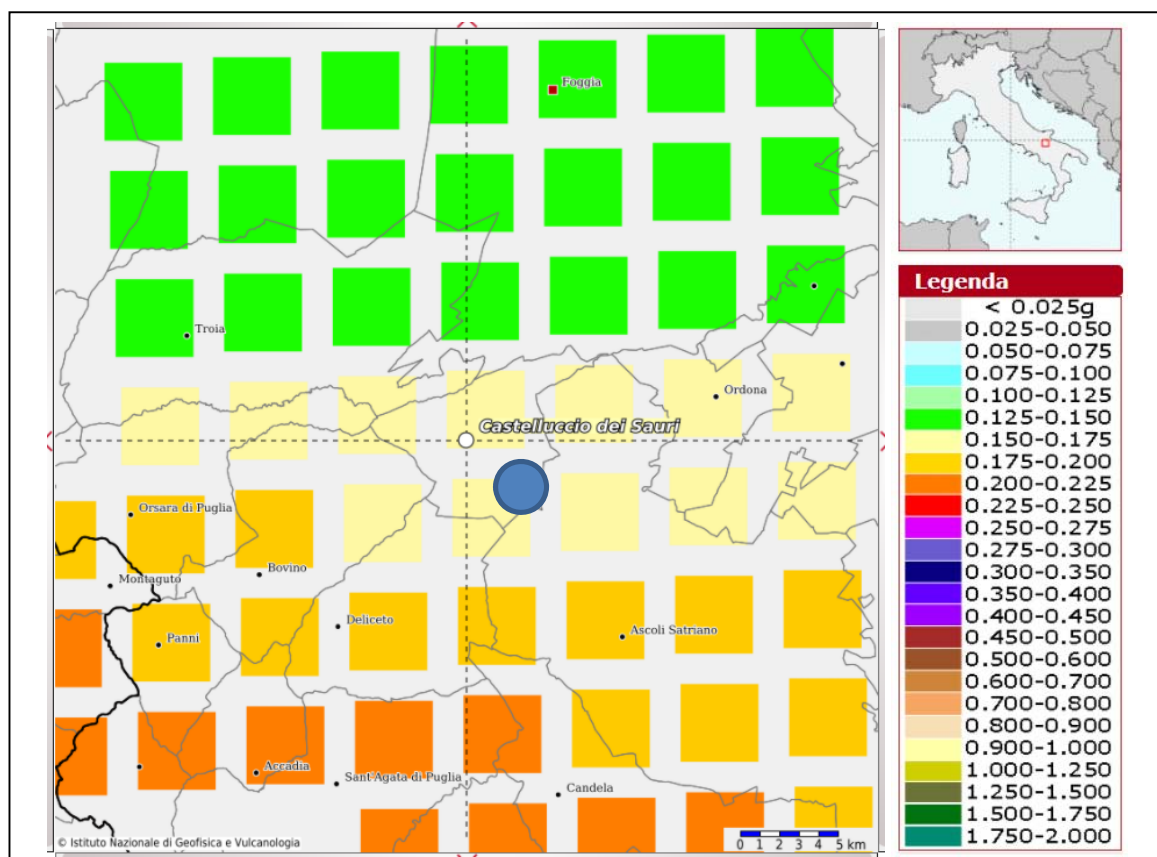 Foggia
Troia
Ordona
Castelluccio dei Sauri
Orsara di Puglia
Bovino
Montaguto
Deliceto
Panni
Ascoli Satriano
Accadia
Sant'Agata di Puglia
Candela
© Istituto Nazionale di Geofisica e Vulcanologia
0 1 2 3 4 5 km
Legenda
< 0.025g
0.025-0.050
0.050-0.075
0.075-0.100
0.100-0.125
0.125-0.150
0.150-0.175
0.175-0.200
0.200-0.225
0.225-0.250
0.250-0.275
0.275-0.300
0.300-0.350
0.350-0.400
0.400-0.450
0.450-0.500
0.500-0.600
0.600-0.700
0.700-0.800
0.800-0.900
0.900-1.000
1.000-1.250
1.250-1.500
1.500-1.750
1.750-2.000